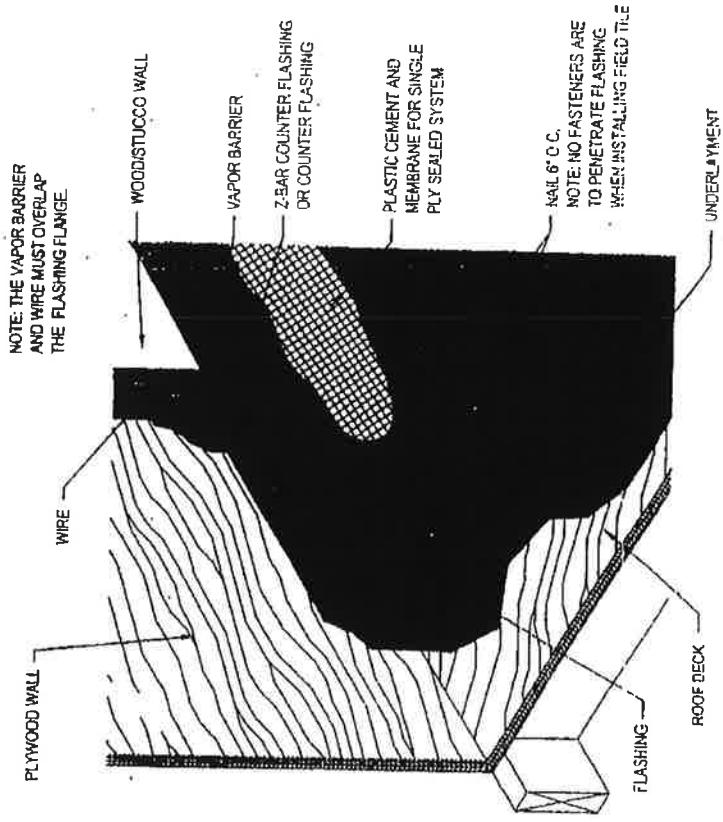 NOTE: THE VAPOR BARRIER
AND WIRE MUST OVERLAP
THE FLASHING FLANGE.
WOOD/STUCCO WALL
WIRE
PLYWOOD WALL
VAPOR BARRIER
Z-BAR COUNTER FLASHING
OR COUNTER FLASHING
PLASTIC CEMENT AND
MEMBRANE FOR SINGLE
PLY SEALED SYSTEM
NAIL 6" O.C.
NOTE: NO FASTENERS ARE
TO PENETRATE FLASHING
WHEN INSTALLING FIELD TILE
UNDERLAYMENT
ROOF DECK
FLASHING